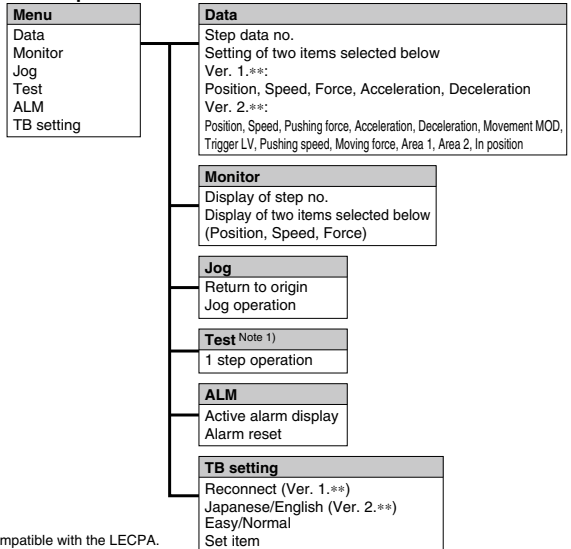 Menu
Data
Monitor
Jog
Test
ALM
TB setting
Data
Step data no.
Setting of two items selected below
Ver. 1.**:
Position, Speed, Force, Acceleration, Deceleration
Ver. 2.**:
Position, Speed, Pushing force, Acceleration, Deceleration, Movement MOD,
Trigger LV, Pushing speed, Moving force, Area 1, Area 2, In position
Monitor
Display of step no.
Display of two items selected below
(Position, Speed, Force)
Jog
Return to origin
Jog operation
Test Note 1)
1 step operation
ALM
Active alarm display
Alarm reset
TB setting
Reconnect (Ver. 1.**)
Japanese/English (Ver. 2.**)
Easy/Normal
Set item
with the LECPA.